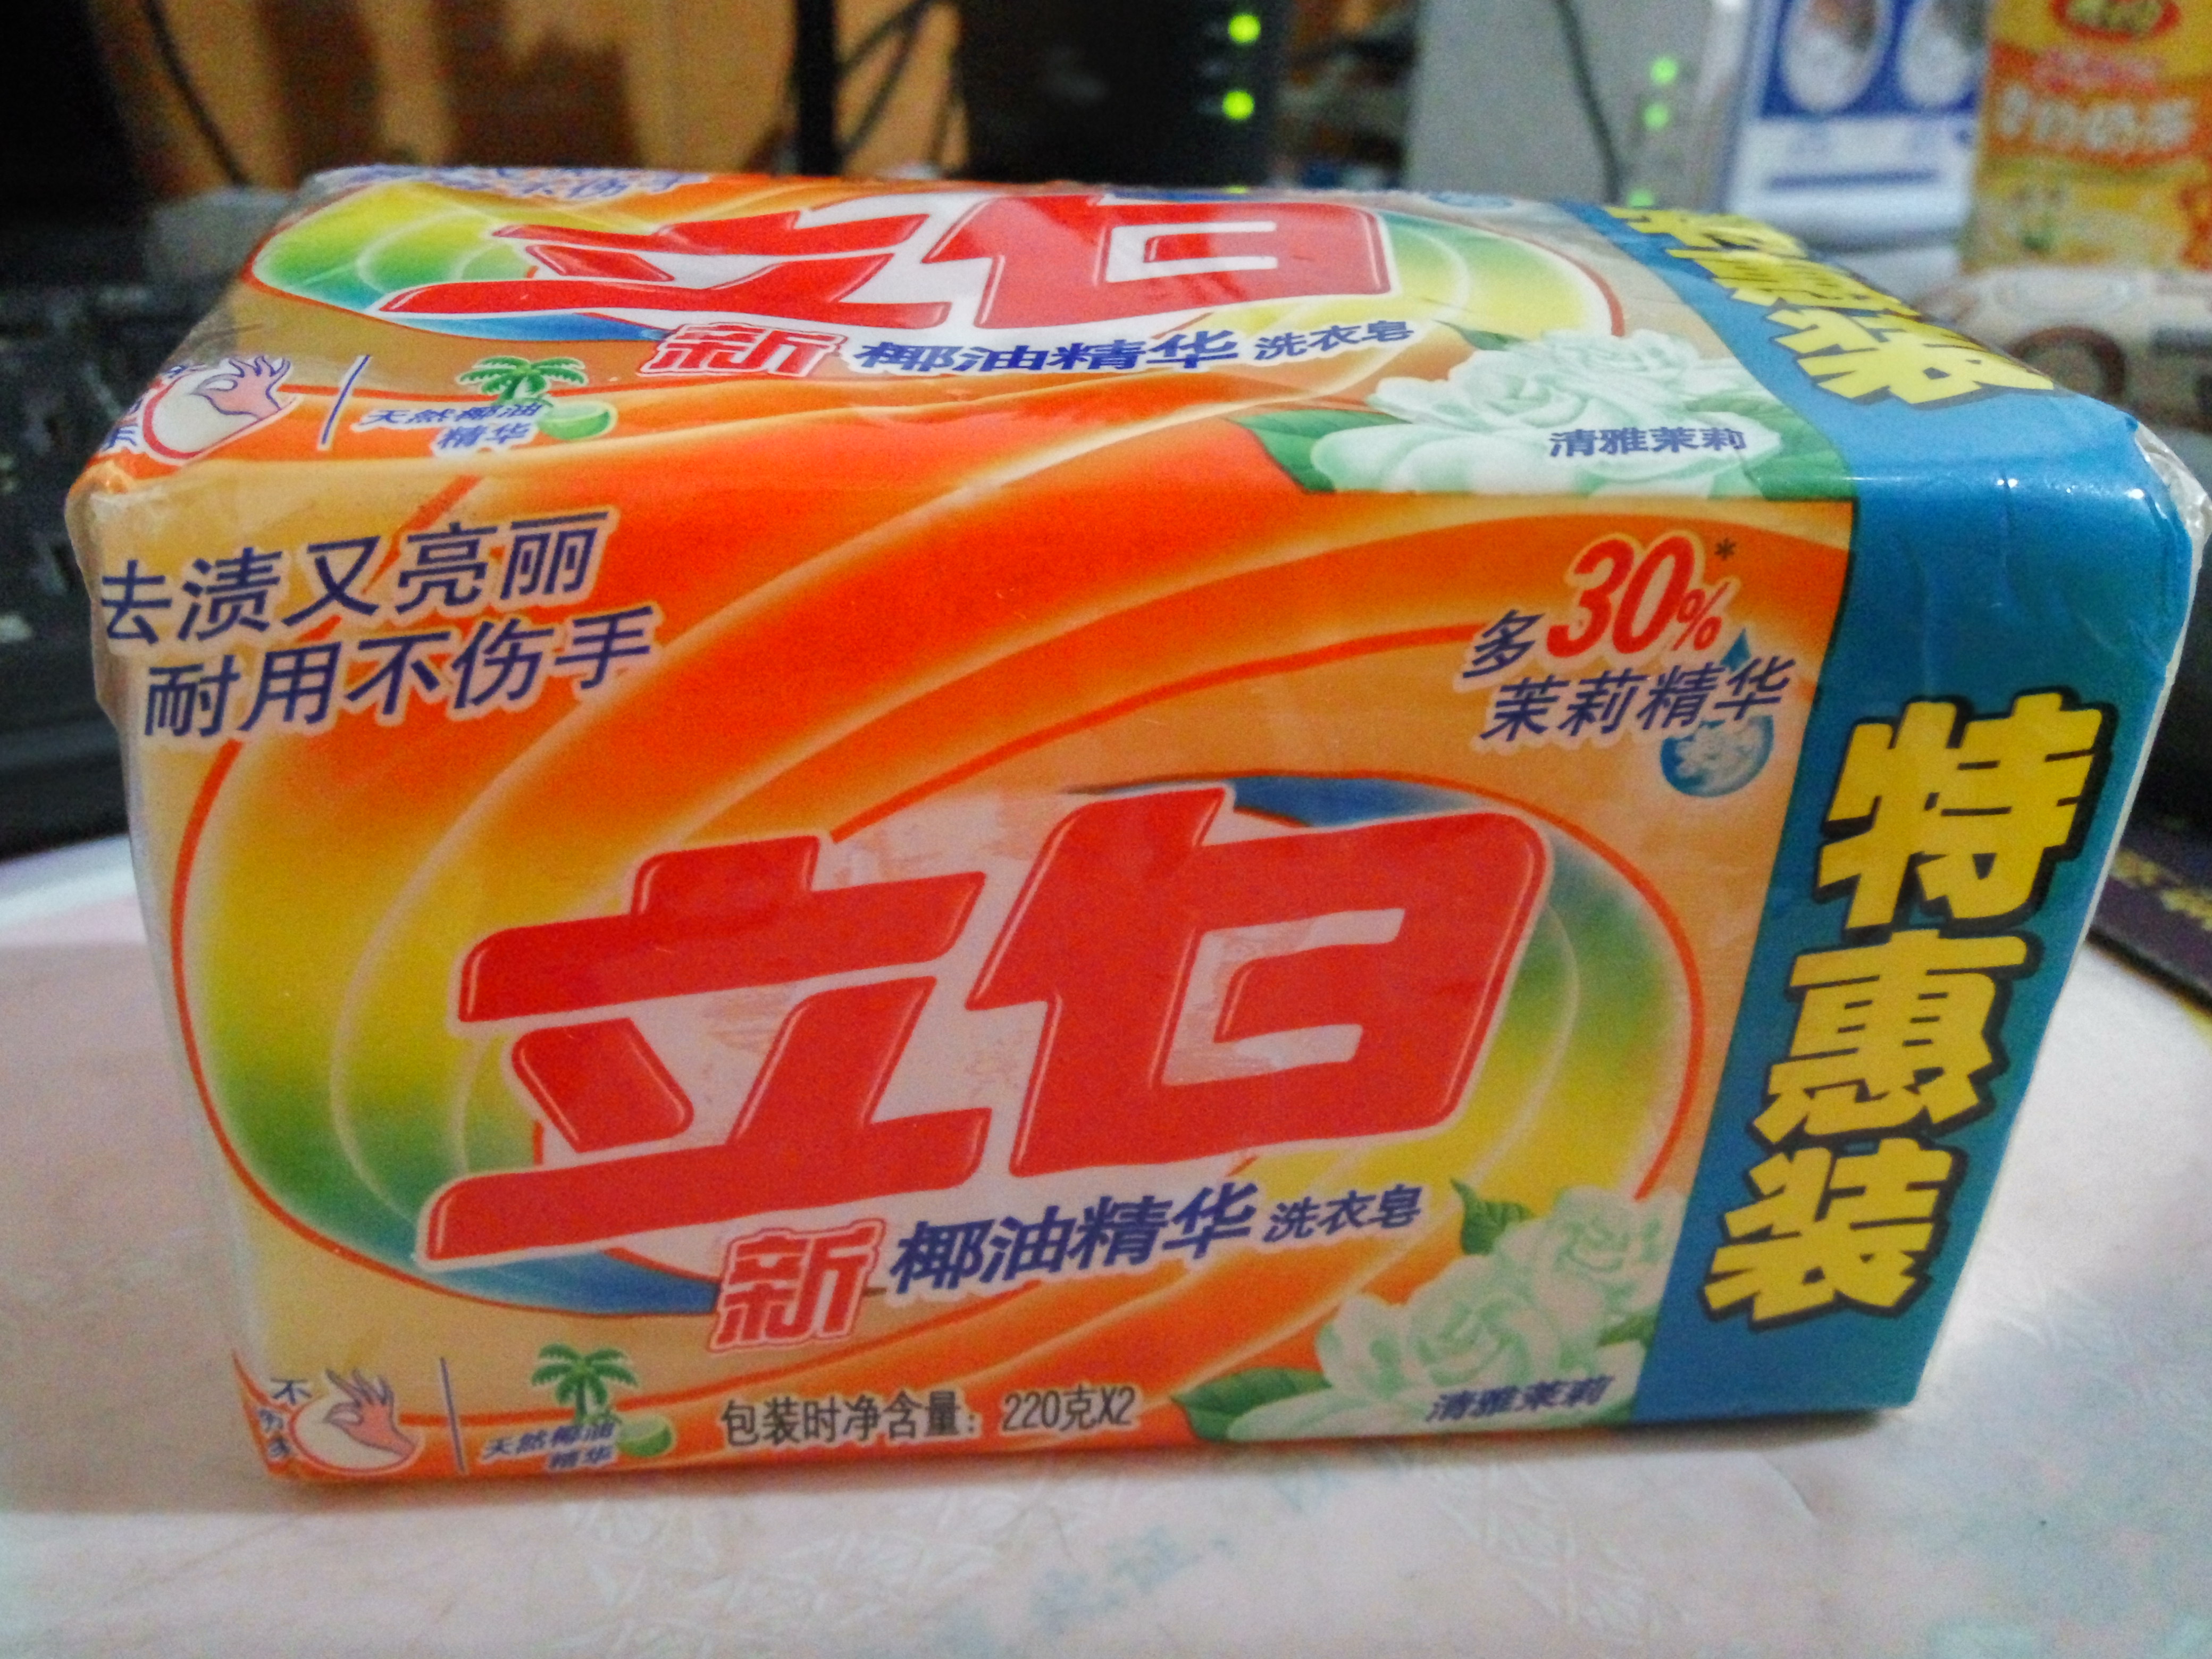 立白
新 椰油精华 洗衣皂
天然椰油
精华
清雅茉莉
去渍又亮丽
耐用不伤手
多30%*
茉莉精华
立白
新 椰油精华 洗衣皂
特惠装
不伤手
天然椰油
精华
包装时净含量：220克X2
清雅茉莉